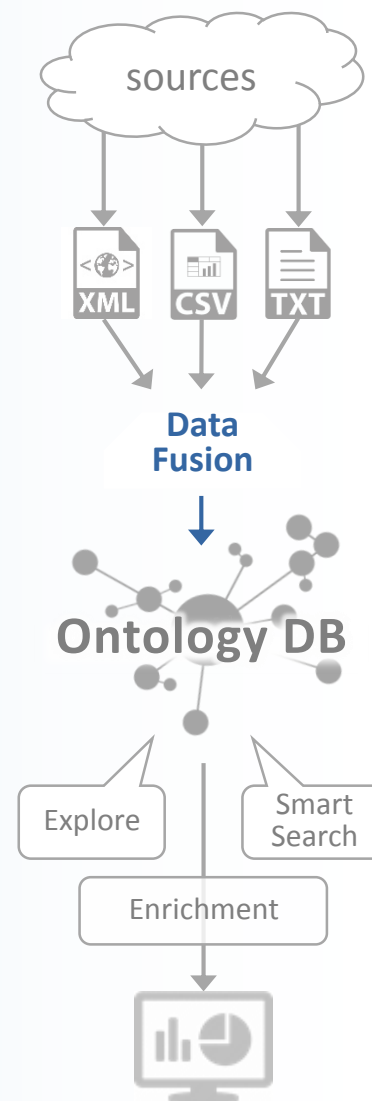 sources
< >
XML
CSV
TXT
Data
Fusion
Ontology DB
Explore
Smart
Search
Enrichment